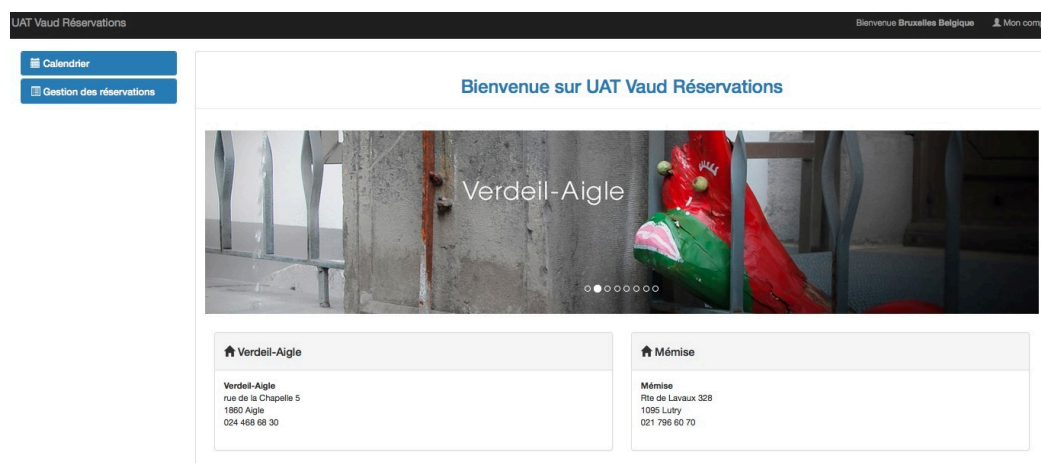 UAT Vaud Réservations
Bienvenue Bruxelles Belgique Mon comp
Calendrier
Gestion des réservations
Bienvenue sur UAT Vaud Réservations
Verdeil-Aigle
Verdeil-Aigle
Verdeil-Aigle
rue de la Chapelle 5
1860 Aigle
024 468 68 30
Mémise
Mémise
Rte de Lavaux 328
1095 Lutry
021 796 60 70